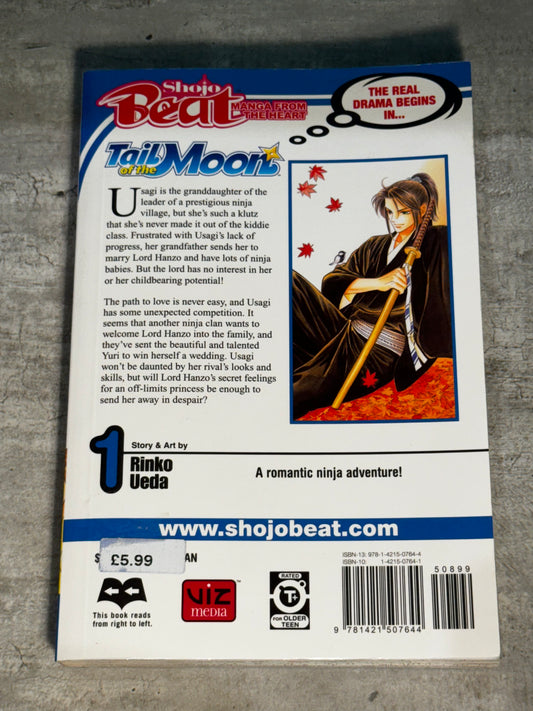 Shojo
Beat
MANGA FROM
THE HEART
THE REAL
DRAMA BEGINS
IN...
Tail
of the
Moon
Usagi is the granddaughter of the
leader of a prestigious ninja
village, but she's such a klutz
that she's never made it out of the kiddie
class. Frustrated with Usagi's lack of
progress, her grandfather sends her to
marry Lord Hanzo and have lots of ninja
babies. But the lord has no interest in her
or her childbearing potential!
The path to love is never easy, and Usagi
has some unexpected competition. It
seems that another ninja clan wants to
welcome Lord Hanzo into the family, and
they've sent the beautiful and talented
Yuri to win herself a wedding. Usagi
won't be daunted by her rival's looks and
skills, but will Lord Hanzo's secret feelings
for an off-limits princess be enough to
send her away in despair?
1
Story & Art by
Rinko
Ueda
A romantic ninja adventure!
www.shojobeat.com
£5.99
This book reads
from right to left.
VIZ
MEDIA
RATED
T+
FOR OLDER
TEEN
ISBN-13: 978-1-4215-0764-4
ISBN-10: 1-4215-0764-1
50899
9 781421 507644